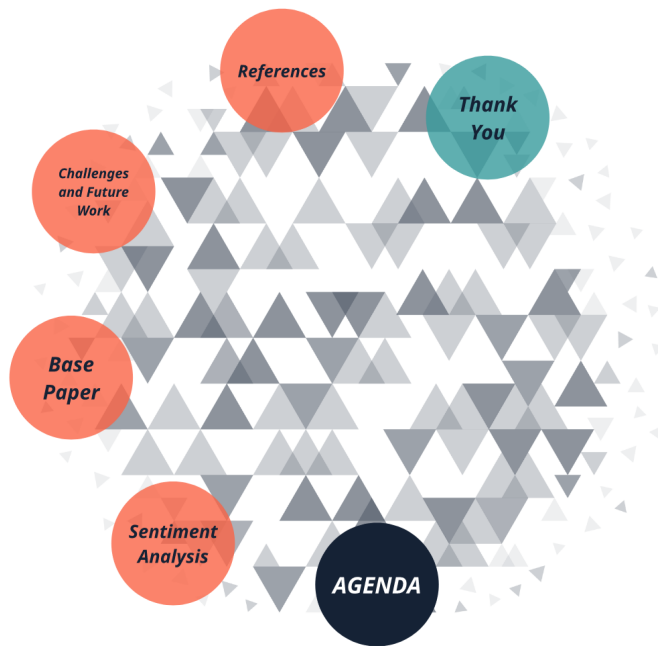 References
Thank
You
Challenges
and Future
Work
Base
Paper
Sentiment
Analysis
AGENDA